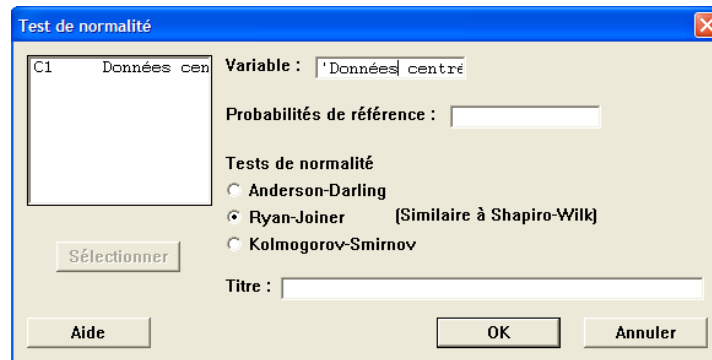 Test de normalité
C1 Données cen
Variable : 'Données centré
Probabilités de référence :
Tests de normalité
Anderson-Darling
Ryan-Joiner (Similaire à Shapiro-Wilk)
Kolmogorov-Smirnov
Sélectionner
Titre :
Aide OK Annuler